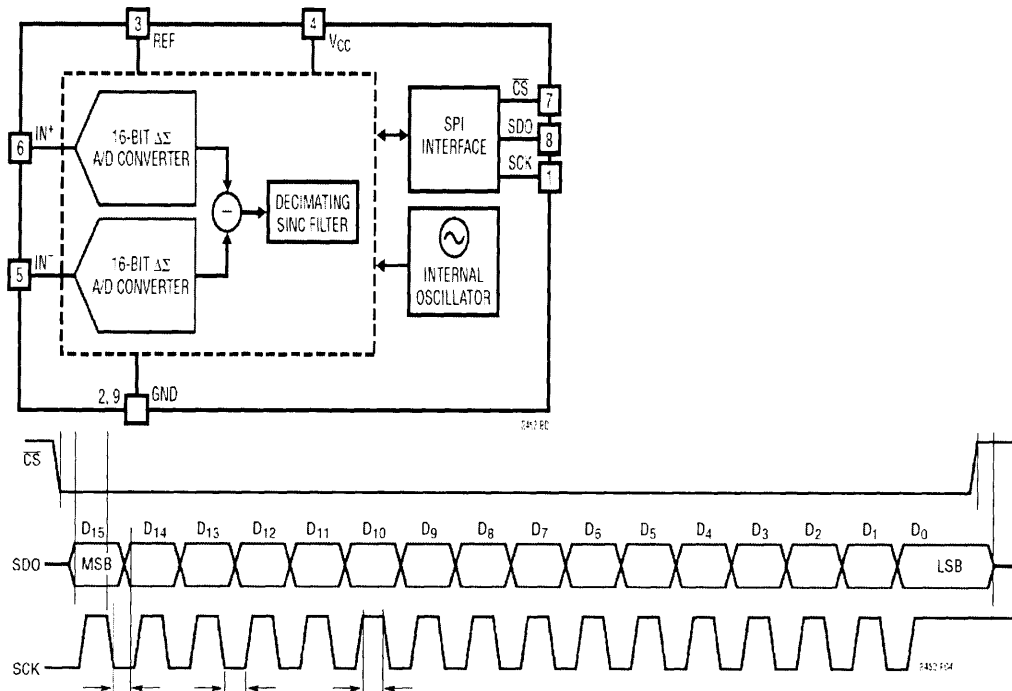 3 REF
4 VCC
6 IN+
16-BIT ΔΣ
A/D CONVERTER
−
DECIMATING
SINC FILTER
5 IN−
16-BIT ΔΣ
A/D CONVERTER
SPI
INTERFACE
C̅S̅ 7
SDO 8
SCK 1
INTERNAL
OSCILLATOR
2, 9 GND
2452 BD
C̅S̅
D15 D14 D13 D12 D11 D10 D9 D8 D7 D6 D5 D4 D3 D2 D1 D0
SDO MSB LSB
SCK